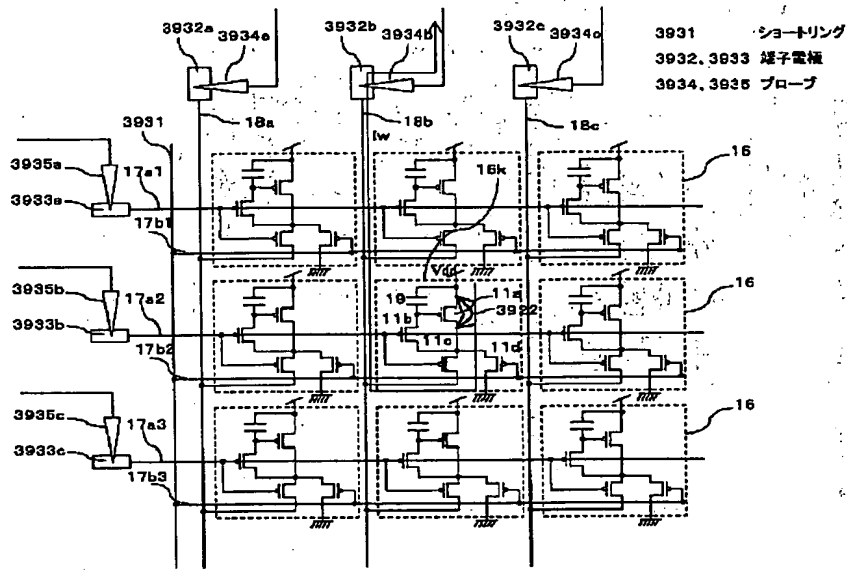 3932a
3934a
3932b
3934b
3932c
3934c
3931 ショートリング
3932、3933 端子電極
3934、3935 プローブ
3931
18a
18b
18c
Iw
3935a
17a1
3933a
17b1
16k
16
3935b
17a2
3933b
17b2
Vdd
19
11a
3922
11b
11c
11d
16
3935c
17a3
3933c
17b3
16